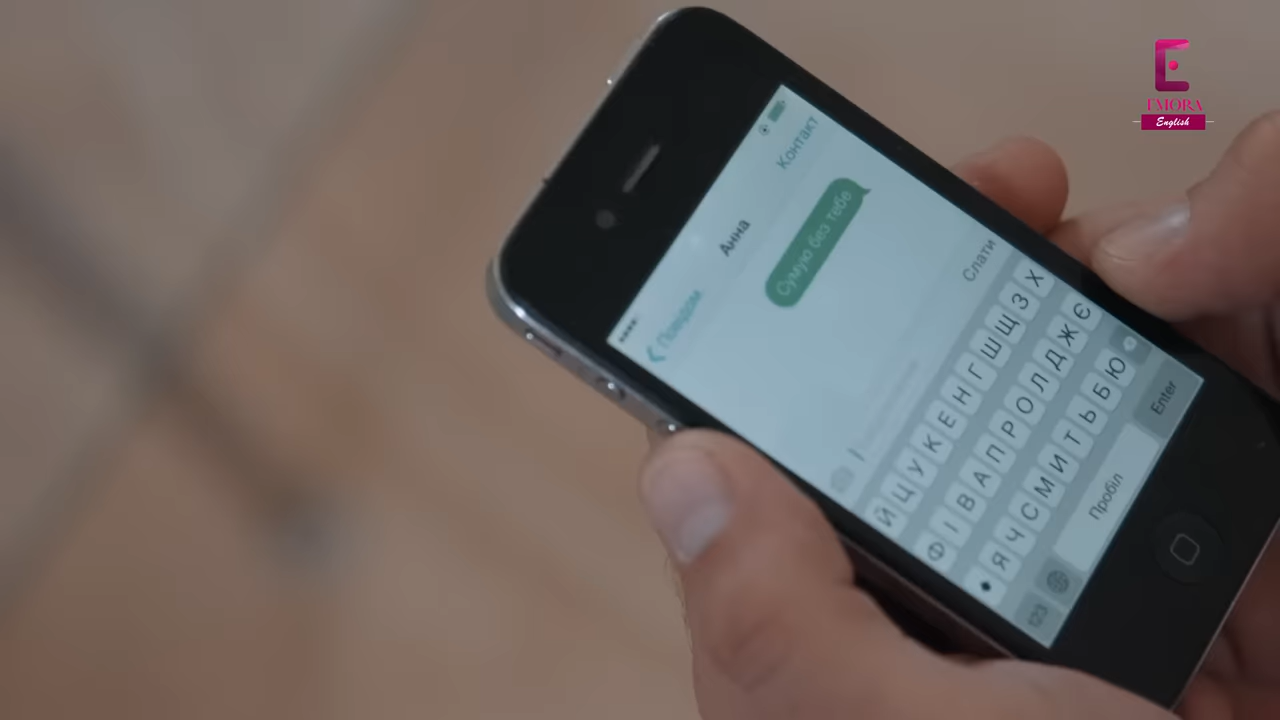 EMORA
English
Контакт
Анна
Повідом.
Сумую без тебе
Слати
Й Ц У К Е Н Г Ш Щ З Х
Ф І В А П Р О Л Д Ж Є
Я Ч С М И Т Ь Б Ю
123
Пробіл
Enter